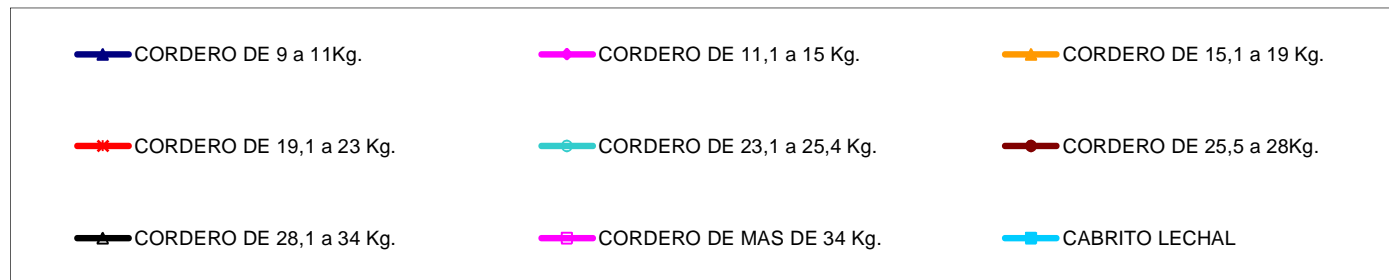 CORDERO DE 9 a 11Kg. CORDERO DE 11,1 a 15 Kg. CORDERO DE 15,1 a 19 Kg.
CORDERO DE 19,1 a 23 Kg. CORDERO DE 23,1 a 25,4 Kg. CORDERO DE 25,5 a 28Kg.
CORDERO DE 28,1 a 34 Kg. CORDERO DE MAS DE 34 Kg. CABRITO LECHAL